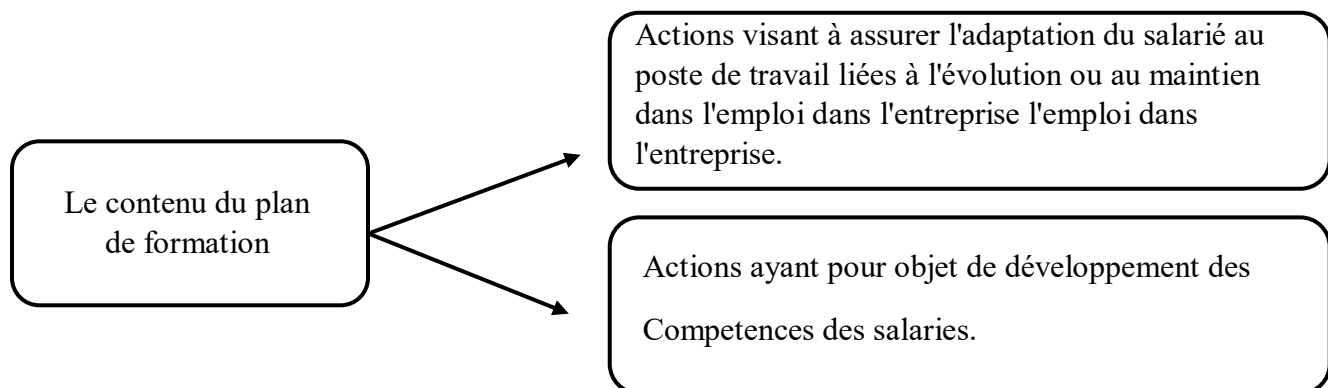 Actions visant à assurer l'adaptation du salarié au
poste de travail liées à l'évolution ou au maintien
dans l'emploi dans l'entreprise l'emploi dans
l'entreprise.
Le contenu du plan
de formation
Actions ayant pour objet de développement des
Competences des salaries.